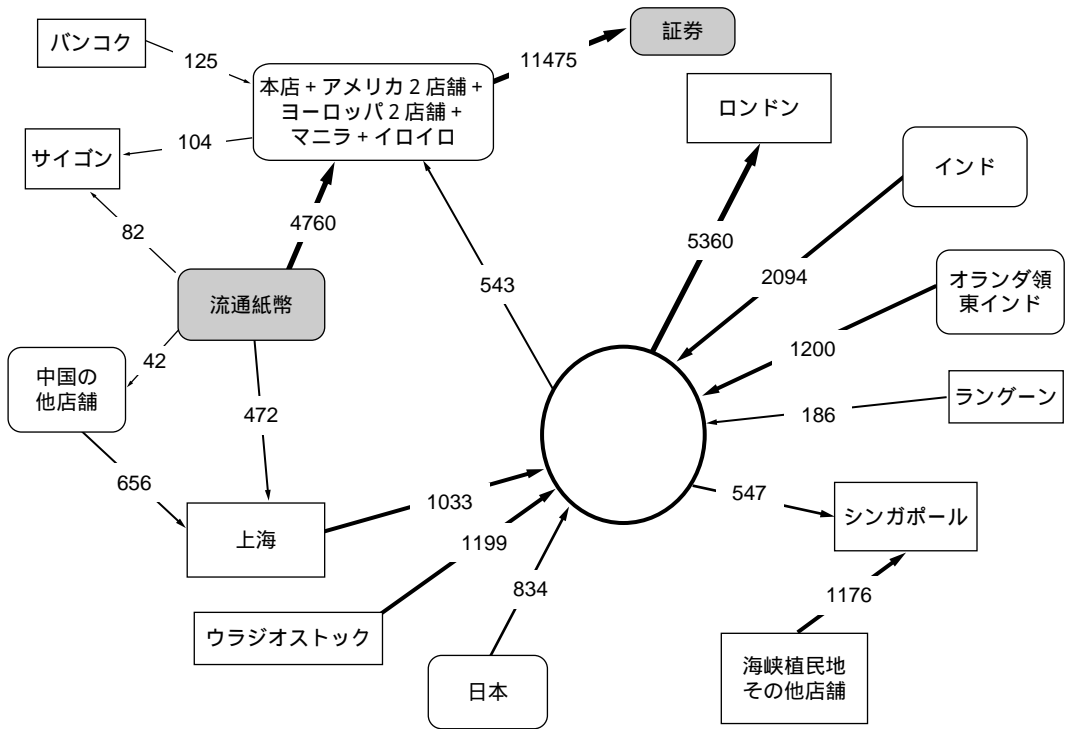 証券
バンコク
125
11475
本店 + アメリカ 2 店舗 +
ヨーロッパ 2 店舗 +
マニラ + イロイロ
ロンドン
104
サイゴン
インド
82
4760
5360
2094
543
流通紙幣
オランダ領
東インド
1200
42
中国の
他店舗
472
186
ラングーン
656
1033
547
シンガポール
上海
1199
834
1176
ウラジオストック
海峡植民地
その他店舗
日本